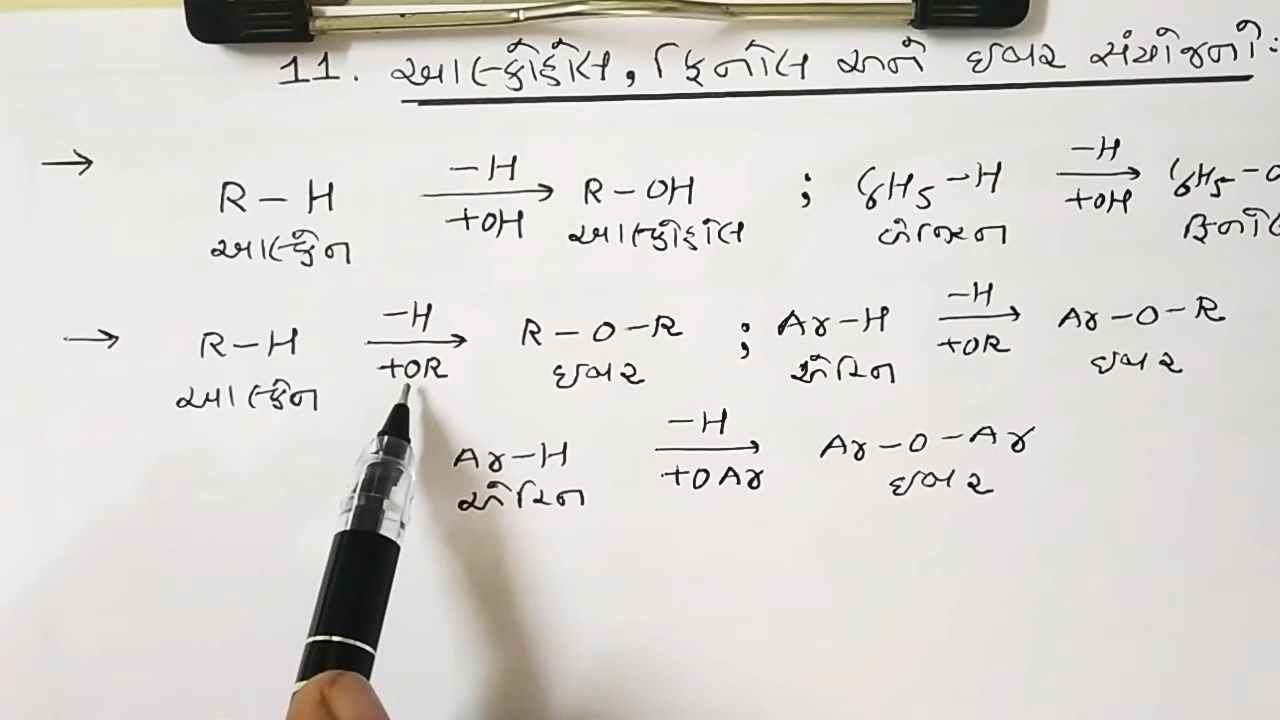 11. આલ્કોહોલ, ફિનોલ અને ઇથર સંયોજનો:
→ R – H –H +OH → R – OH ; C6H5 – H –H +OH → C6H5 – O
આલ્કેન આલ્કોહોલ બેન્ઝિન ફિનોલ
→ R – H –H +OR → R – O – R ; Ar – H –H +OR → Ar – O – R
આલ્કેન ઇથર એરિન ઇથર
Ar – H –H +OAr → Ar – O – Ar
એરિન ઇથર